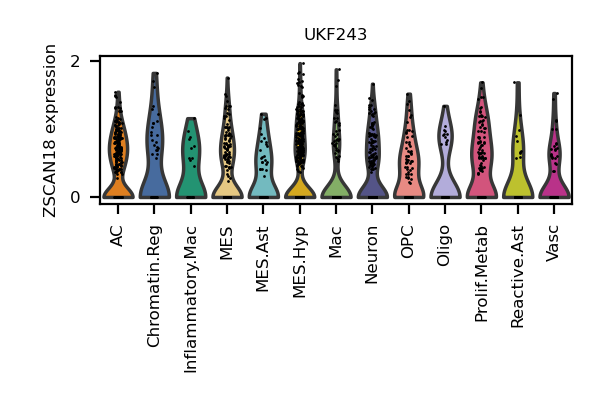 UKF243
ZSCAN18 expression
2
0
AC
Chromatin.Reg
Inflammatory.Mac
MES
MES.Ast
MES.Hyp
Mac
Neuron
OPC
Oligo
Prolif.Metab
Reactive.Ast
Vasc